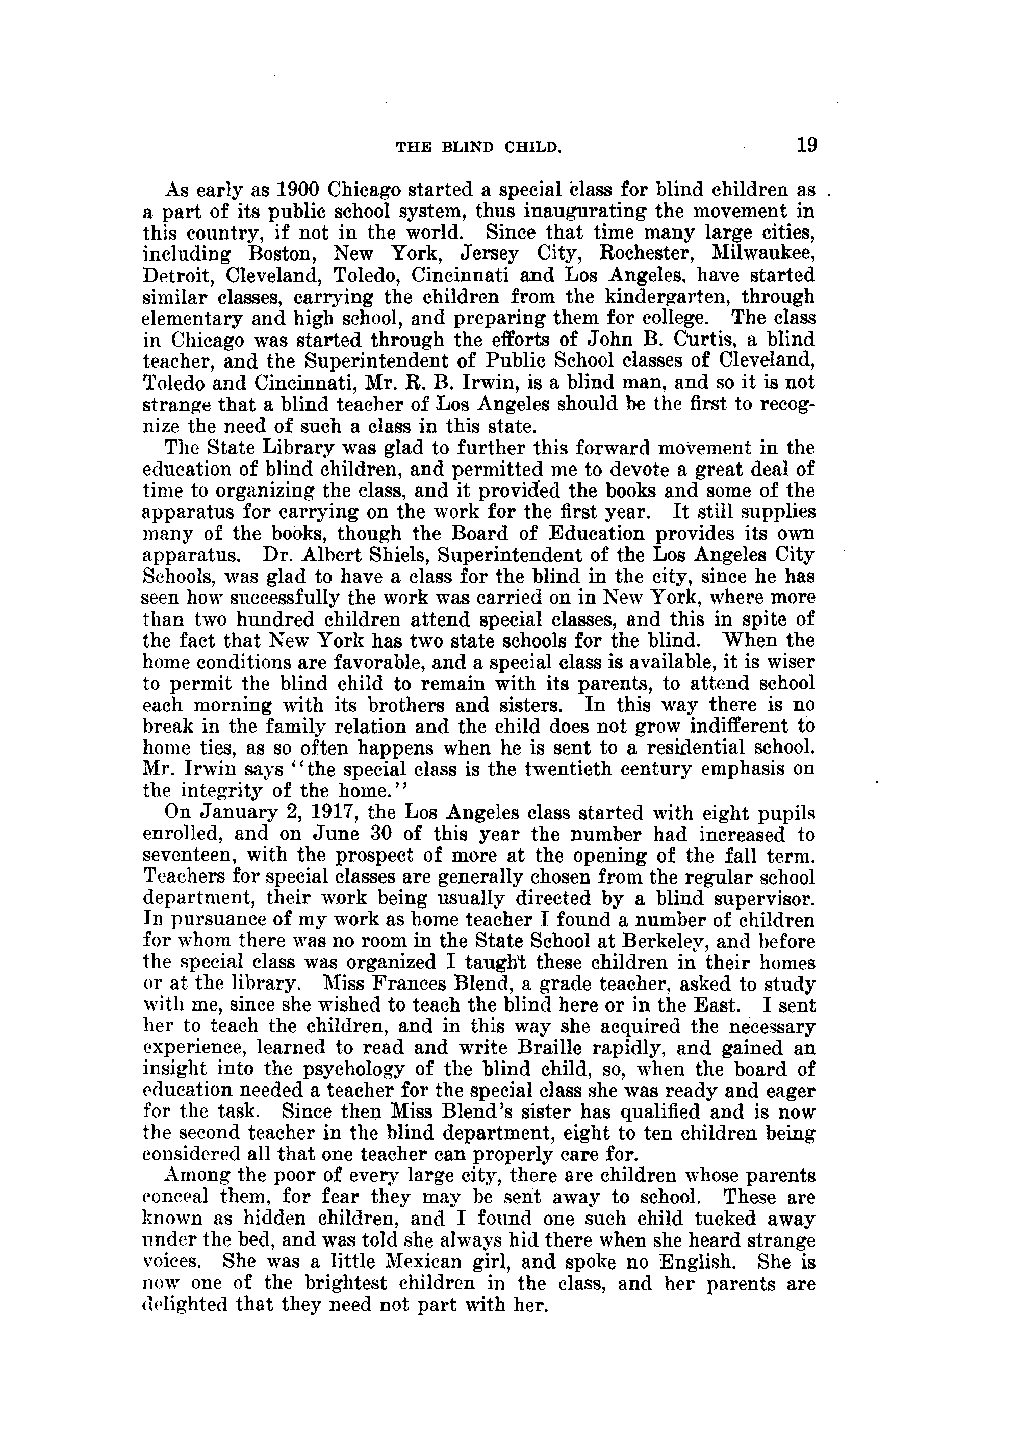 THE BLIND CHILD. 19
As early as 1900 Chicago started a special class for blind children as
a part of its public school system, thus inaugurating the movement in
this country, if not in the world. Since that time many large cities,
including Boston, New York, Jersey City, Rochester, Milwaukee,
Detroit, Cleveland, Toledo, Cincinnati and Los Angeles, have started
similar classes, carrying the children from the kindergarten, through
elementary and high school, and preparing them for college. The class
in Chicago was started through the efforts of John B. Curtis, a blind
teacher, and the Superintendent of Public School classes of Cleveland,
Toledo and Cincinnati, Mr. R. B. Irwin, is a blind man, and so it is not
strange that a blind teacher of Los Angeles should be the first to recog-
nize the need of such a class in this state.
The State Library was glad to further this forward movement in the
education of blind children, and permitted me to devote a great deal of
time to organizing the class, and it provided the books and some of the
apparatus for carrying on the work for the first year. It still supplies
many of the books, though the Board of Education provides its own
apparatus. Dr. Albert Shiels, Superintendent of the Los Angeles City
Schools, was glad to have a class for the blind in the city, since he has
seen how successfully the work was carried on in New York, where more
than two hundred children attend special classes, and this in spite of
the fact that New York has two state schools for the blind. When the
home conditions are favorable, and a special class is available, it is wiser
to permit the blind child to remain with its parents, to attend school
each morning with its brothers and sisters. In this way there is no
break in the family relation and the child does not grow indifferent to
home ties, as so often happens when he is sent to a residential school.
Mr. Irwin says "the special class is the twentieth century emphasis on
the integrity of the home."
On January 2, 1917, the Los Angeles class started with eight pupils
enrolled, and on June 30 of this year the number had increased to
seventeen, with the prospect of more at the opening of the fall term.
Teachers for special classes are generally chosen from the regular school
department, their work being usually directed by a blind supervisor.
In pursuance of my work as home teacher I found a number of children
for whom there was no room in the State School at Berkeley, and before
the special class was organized I taught these children in their homes
or at the library. Miss Frances Blend, a grade teacher, asked to study
with me, since she wished to teach the blind here or in the East. I sent
her to teach the children, and in this way she acquired the necessary
experience, learned to read and write Braille rapidly, and gained an
insight into the psychology of the blind child, so, when the board of
education needed a teacher for the special class she was ready and eager
for the task. Since then Miss Blend's sister has qualified and is now
the second teacher in the blind department, eight to ten children being
considered all that one teacher can properly care for.
Among the poor of every large city, there are children whose parents
conceal them, for fear they may be sent away to school. These are
known as hidden children, and I found one such child tucked away
under the bed, and was told she always hid there when she heard strange
voices. She was a little Mexican girl, and spoke no English. She is
now one of the brightest children in the class, and her parents are
delighted that they need not part with her.